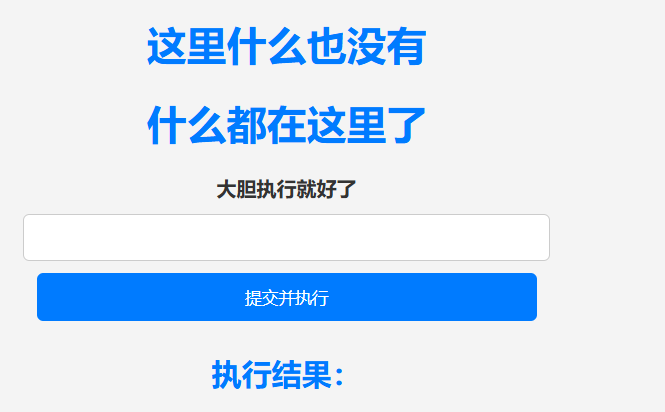 这里什么也没有
什么都在这里了
大胆执行就好了
提交并执行
执行结果：